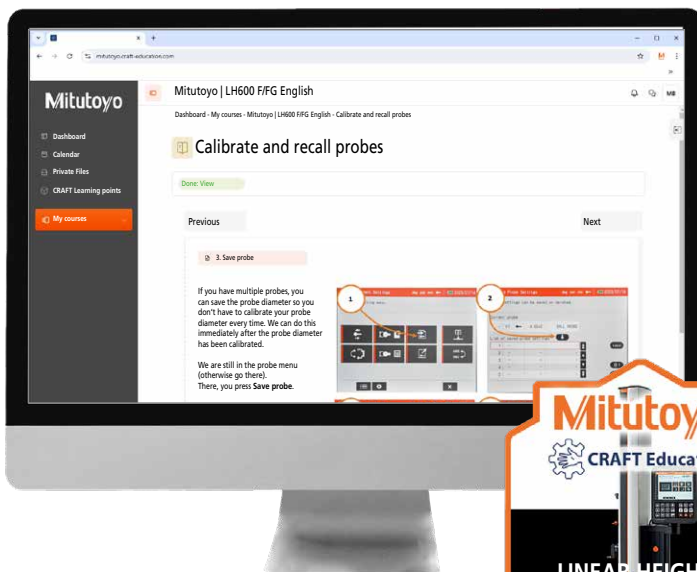 mitutoyo.craft-education.com
Mitutoyo
Mitutoyo | LH600 F/FG English
MB
Dashboard - My courses - Mitutoyo | LH600 F/FG English - Calibrate and recall probes
Dashboard
Calendar
Private Files
CRAFT Learning points
My courses
Calibrate and recall probes
Done: View
Previous
Next
3. Save probe
If you have multiple probes, you
can save the probe diameter so you
don't have to calibrate your probe
diameter every time. We can do this
immediately after the probe diameter
has been calibrated.
We are still in the probe menu
(otherwise go there).
There, you press Save probe.
1
2
Mitutoy
CRAFT Educat
LINEAR HEIGH